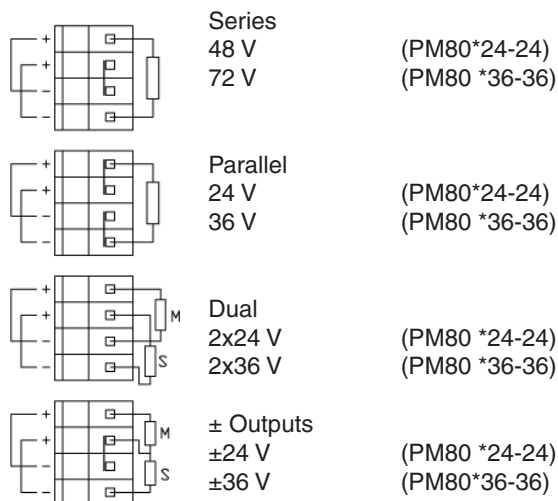 Series
+
48 V (PM80*24-24)
+
72 V (PM80 *36-36)
-
-
Parallel
+
24 V (PM80*24-24)
+
36 V (PM80 *36-36)
-
-
+
M
Dual
+
2x24 V (PM80 *24-24)
-
2x36 V (PM80 *36-36)
-
S
+
M
± Outputs
+
±24 V (PM80 *24-24)
-
S
±36 V (PM80*36-36)
-